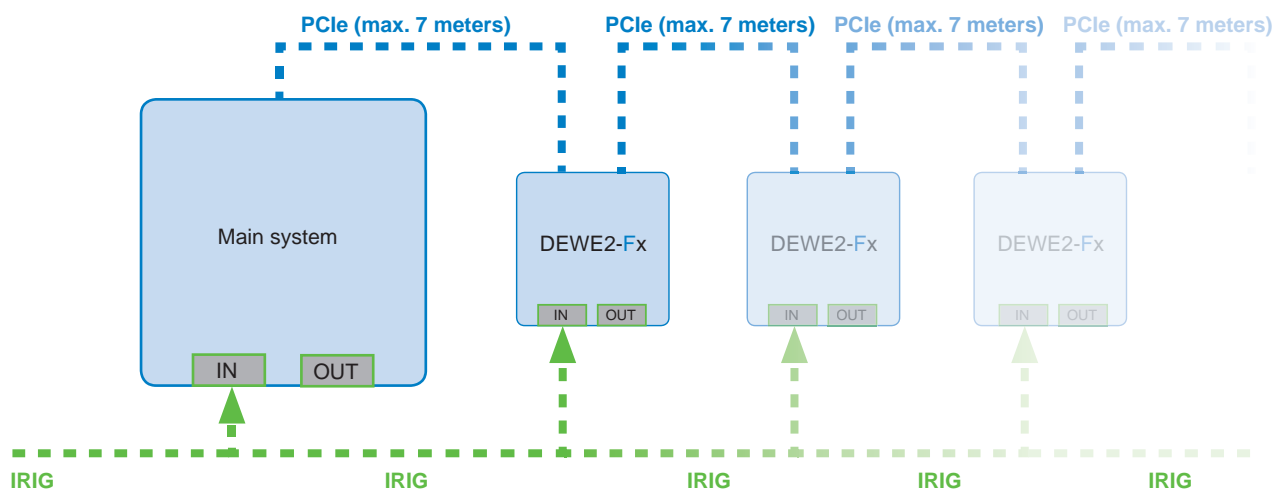 PCIe (max. 7 meters) PCIe (max. 7 meters) PCIe (max. 7 meters) PCIe (max. 7 meters)
Main system DEWE2-Fx DEWE2-Fx DEWE2-Fx
IN OUT IN OUT IN OUT
IN OUT
IRIG IRIG IRIG IRIG IRIG